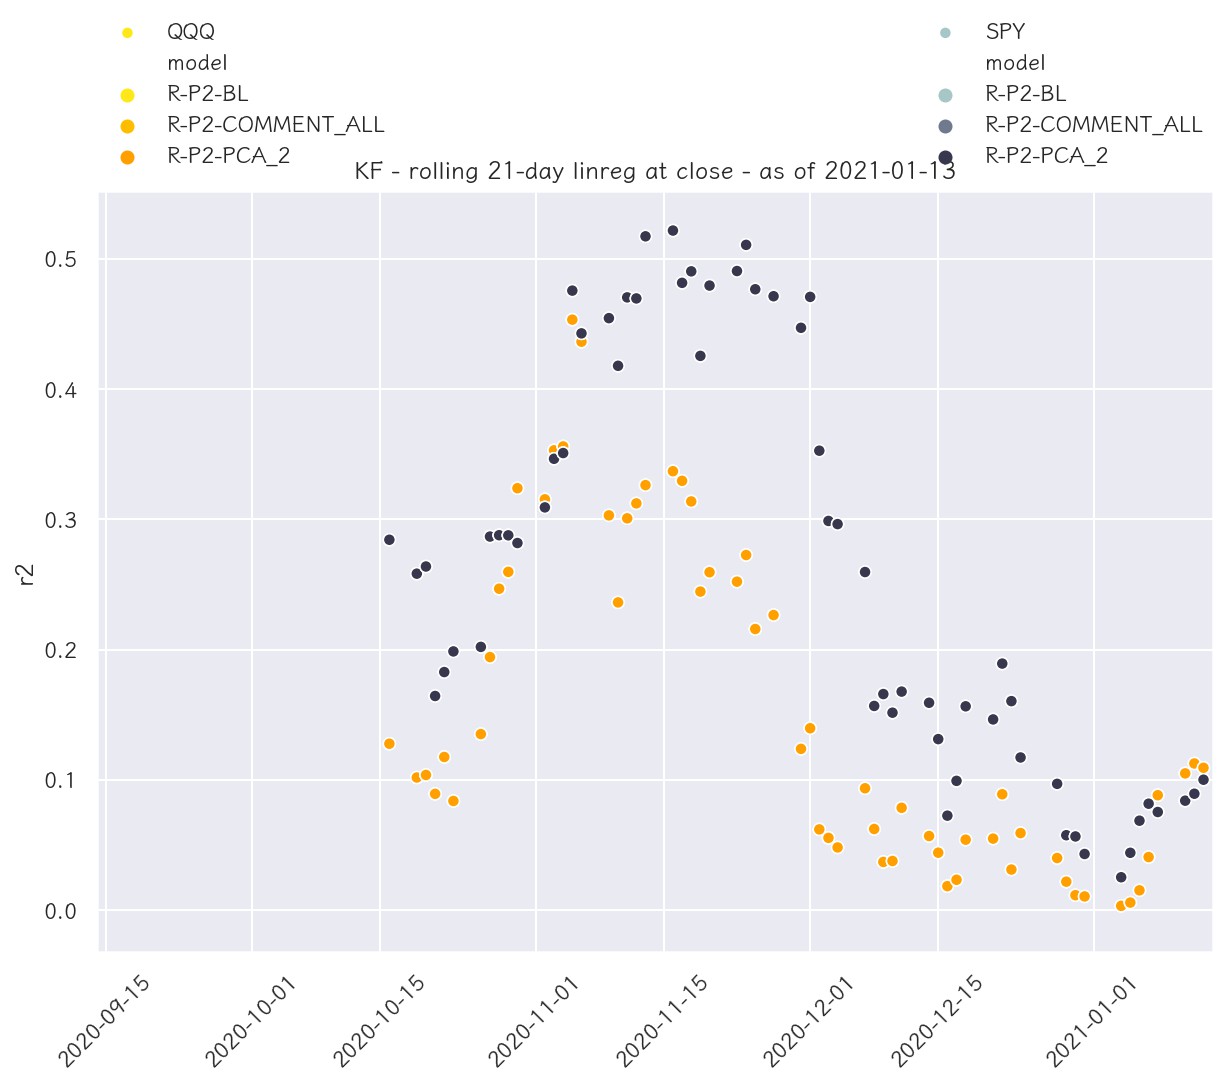 QQQ
model
R-P2-BL
R-P2-COMMENT_ALL
R-P2-PCA_2
SPY
model
R-P2-BL
R-P2-COMMENT_ALL
R-P2-PCA_2
KF - rolling 21-day linreg at close - as of 2021-01-13
r2
0.5
0.4
0.3
0.2
0.1
0.0
2020-09-15
2020-10-01
2020-10-15
2020-11-01
2020-11-15
2020-12-01
2020-12-15
2021-01-01